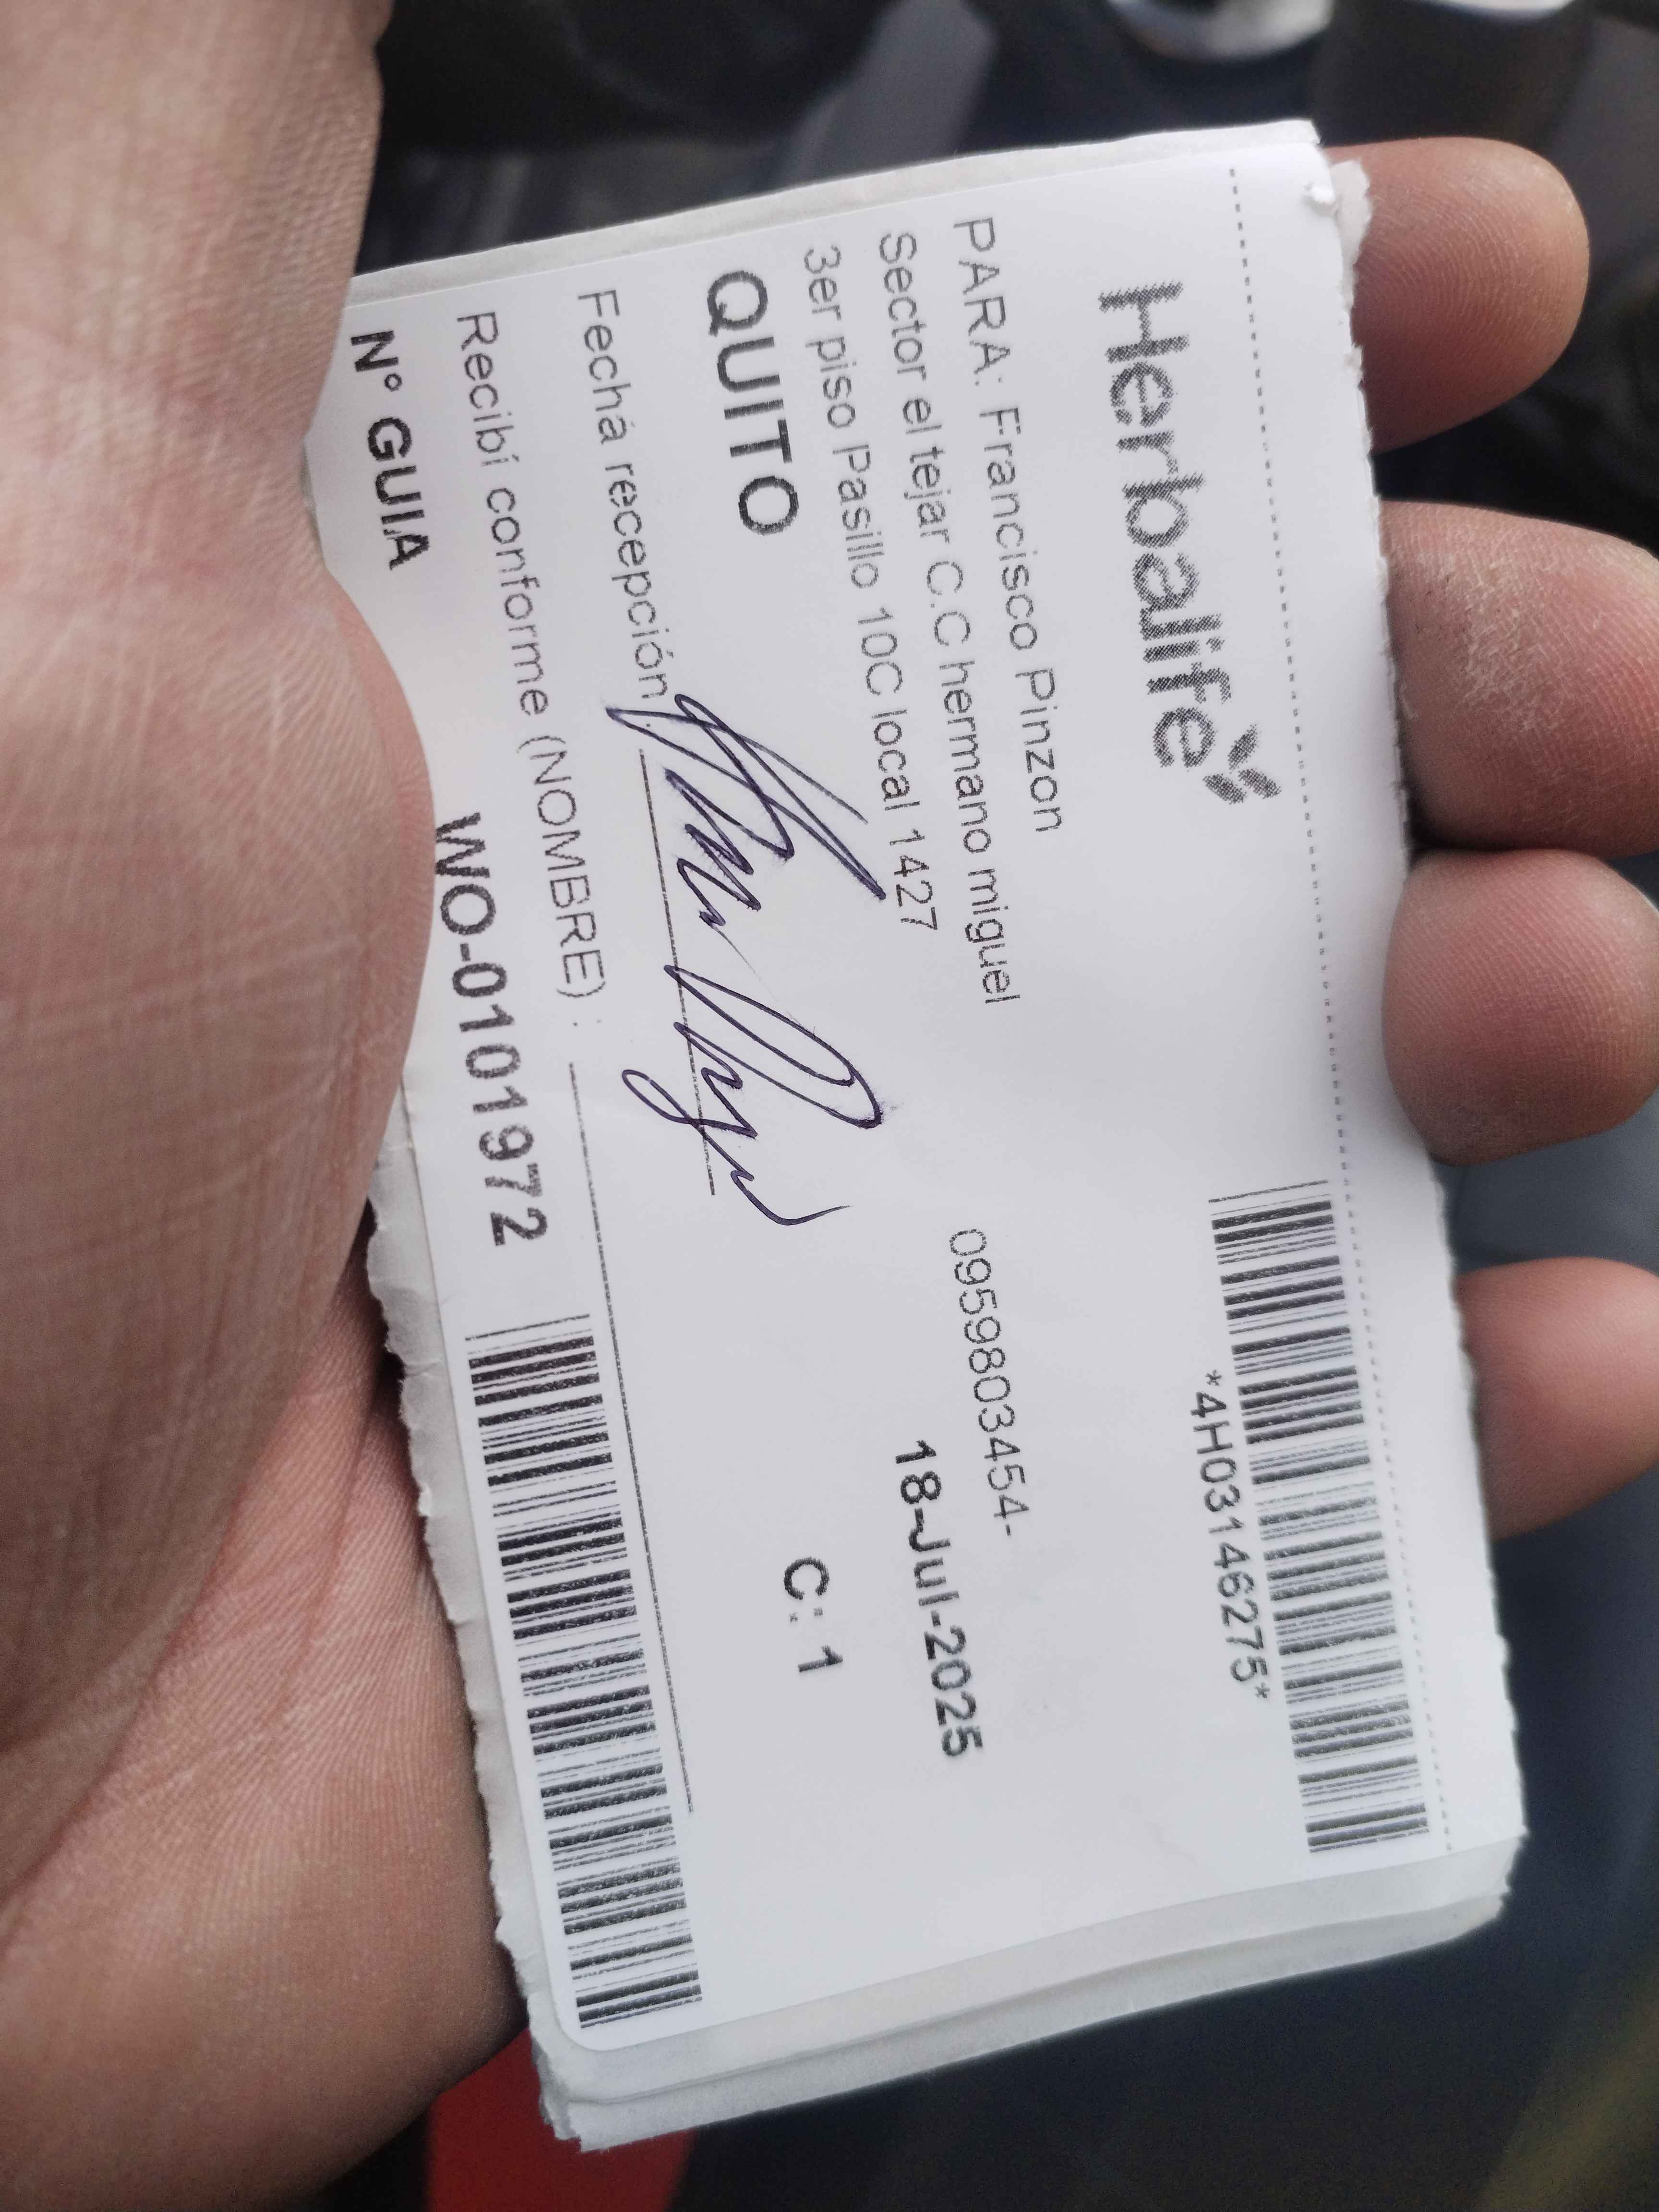 Herbalife
*4H03146275*
PARA: Francisco Pinzon
0959803454-
Sector el tejar C.C hermano miguel
3er piso Pasillo 10C local 1427
18-Jul-2025
QUITO
C: 1
Fecha recepción
Recibí conforme (NOMBRE) :
N° GUIA WO-0101972